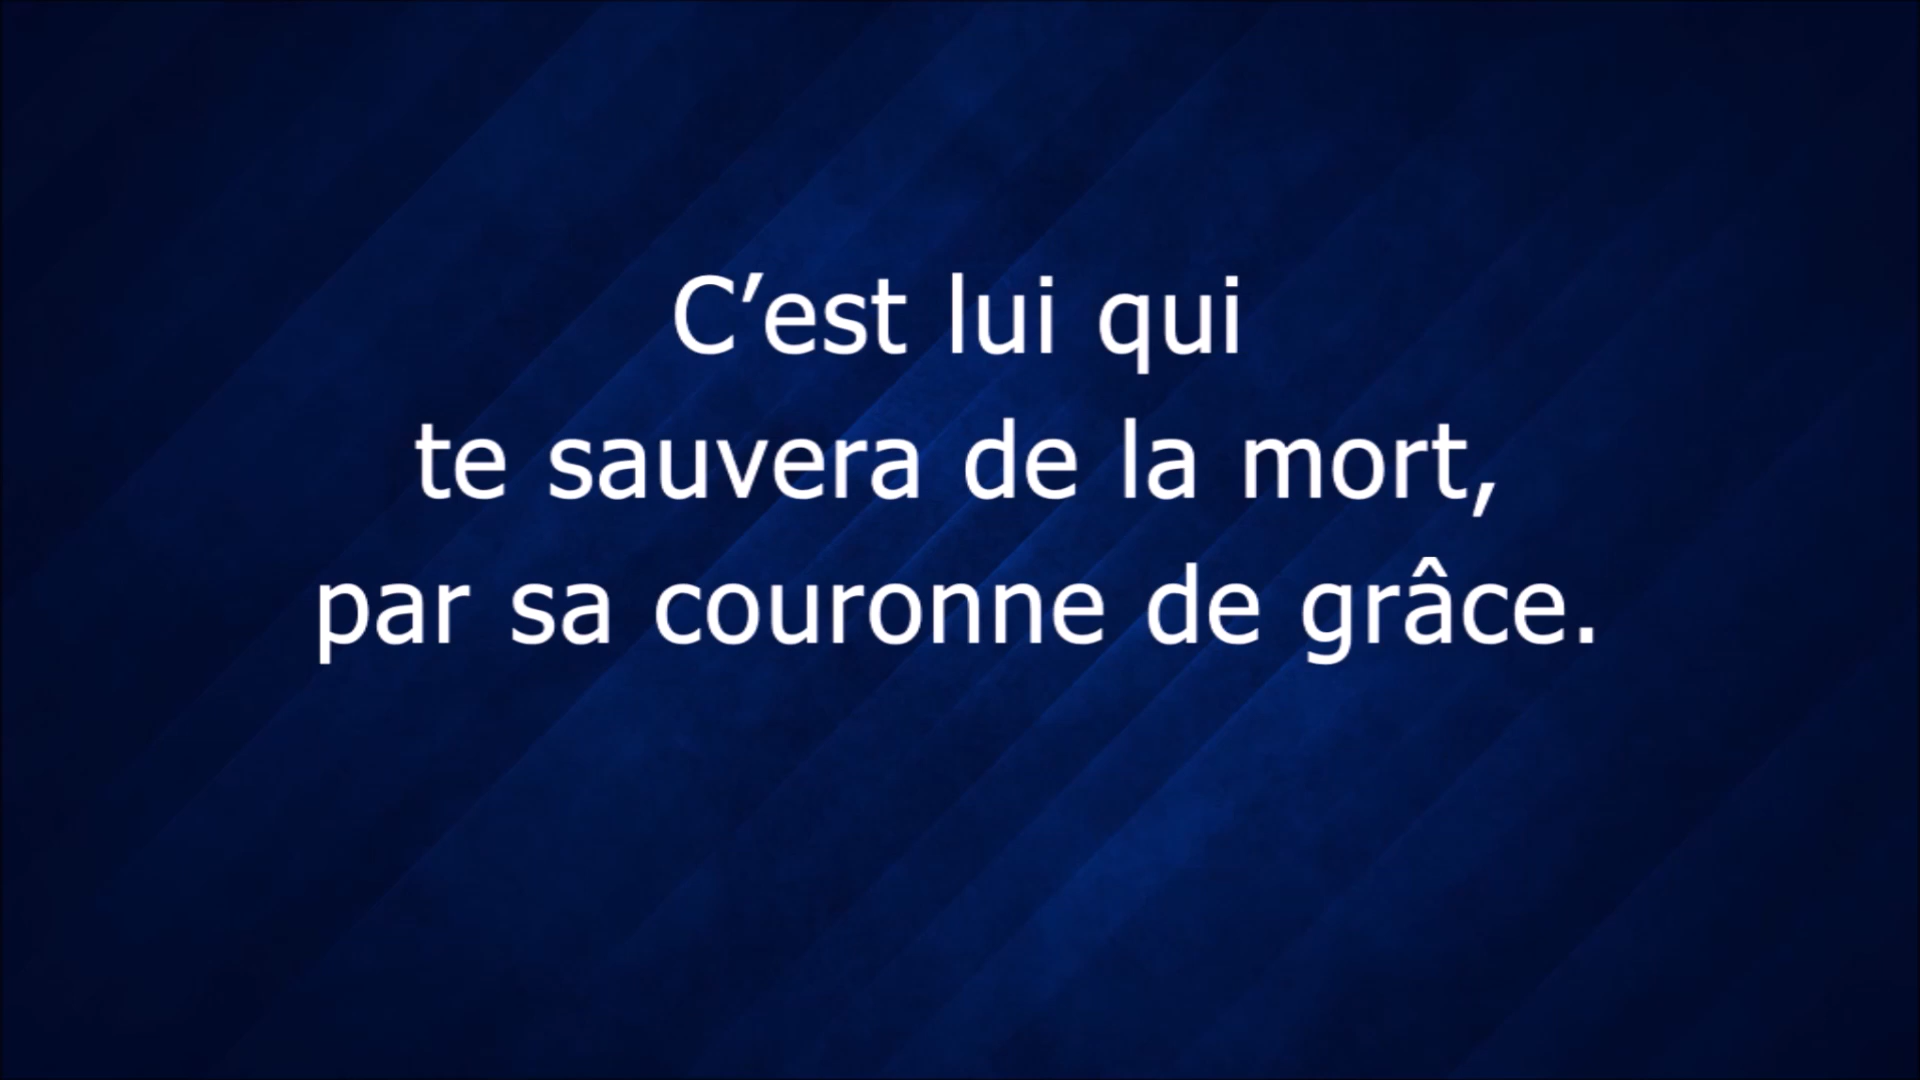 C’est lui qui
te sauvera de la mort,
par sa couronne de grâce.